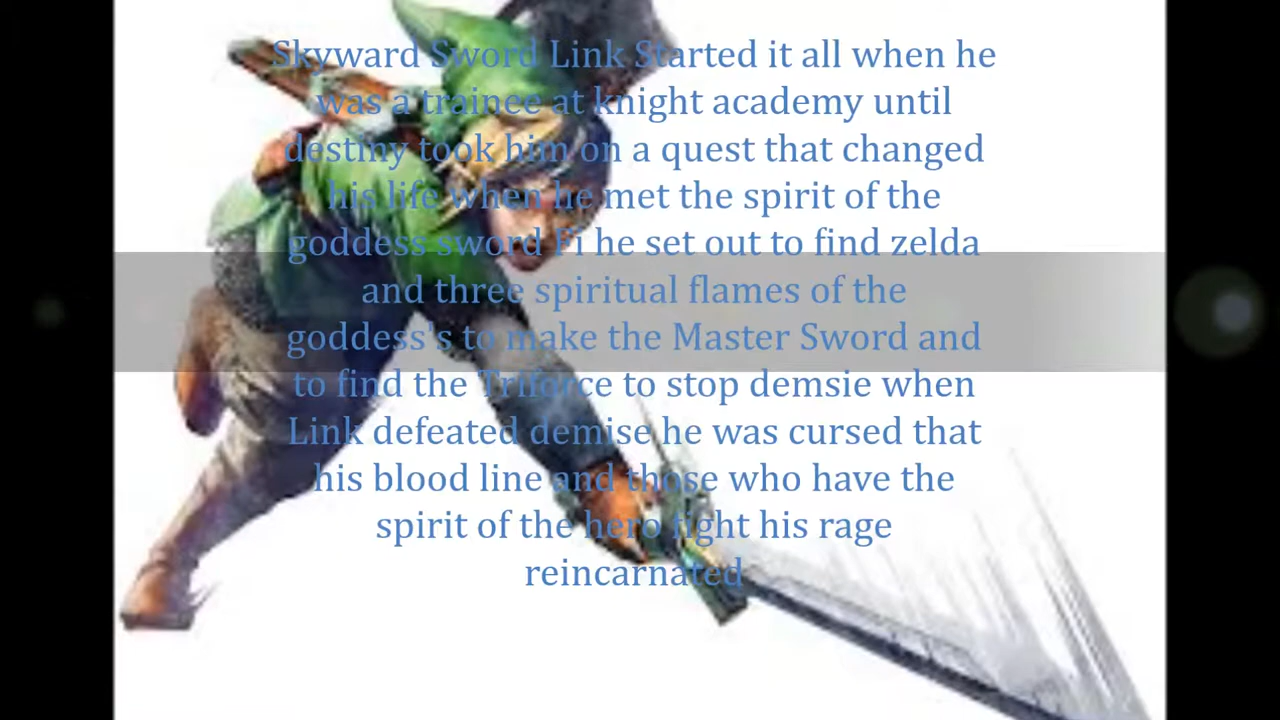 Skyward Sword Link Started it all when he
was a trainee at knight academy until
destiny took him on a quest that changed
his life when he met the spirit of the
goddess sword Fi he set out to find zelda
and three spiritual flames of the
goddess's to make the Master Sword and
to find the Triforce to stop demsie when
Link defeated demise he was cursed that
his blood line and those who have the
spirit of the hero fight his rage
reincarnated